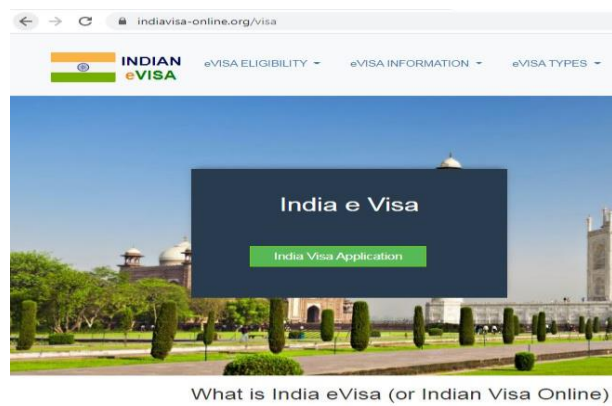 indiavisa-online.org/visa
INDIAN eVISA ELIGIBILITY eVISA INFORMATION eVISA TYPES
eVISA
India e Visa
India Visa Application
What is India eVisa (or Indian Visa Online)